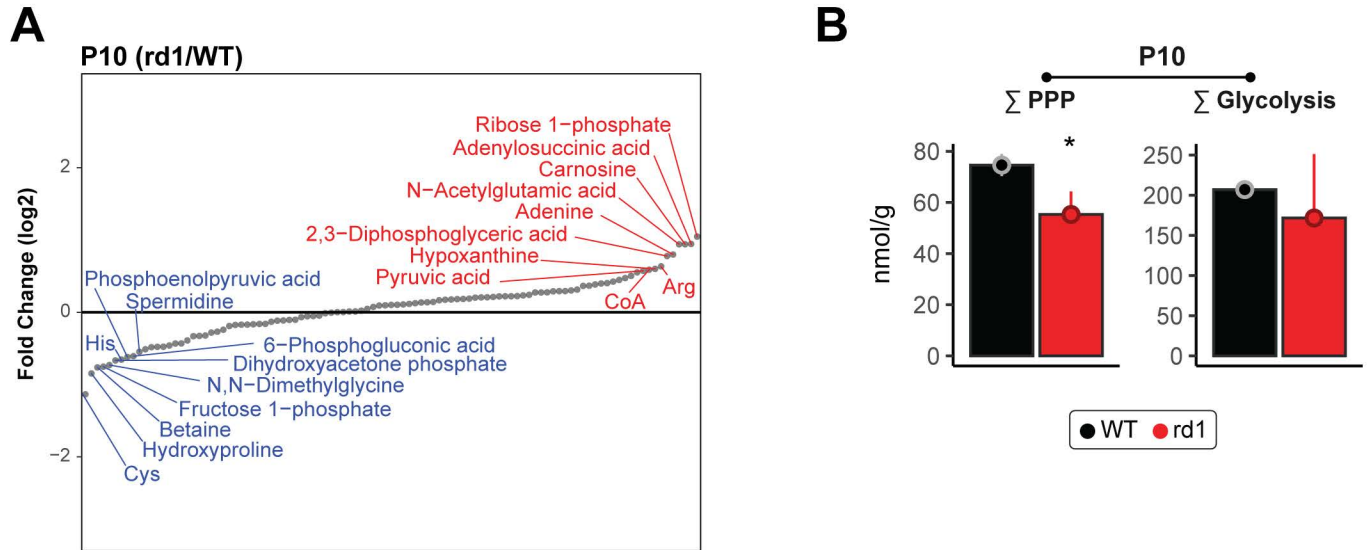 A
P10 (rd1/WT)
Fold Change (log2)
2
0
−2
Ribose 1−phosphate
Adenylosuccinic acid
Carnosine
N−Acetylglutamic acid
Adenine
2,3−Diphosphoglyceric acid
Hypoxanthine
Pyruvic acid
CoA
Arg
Phosphoenolpyruvic acid
Spermidine
His
6−Phosphogluconic acid
Dihydroxyacetone phosphate
N,N−Dimethylglycine
Fructose 1−phosphate
Betaine
Hydroxyproline
Cys
B
P10
∑ PPP
∑ Glycolysis
nmol/g
80
60
40
20
0
*
250
200
150
100
50
0
WT rd1